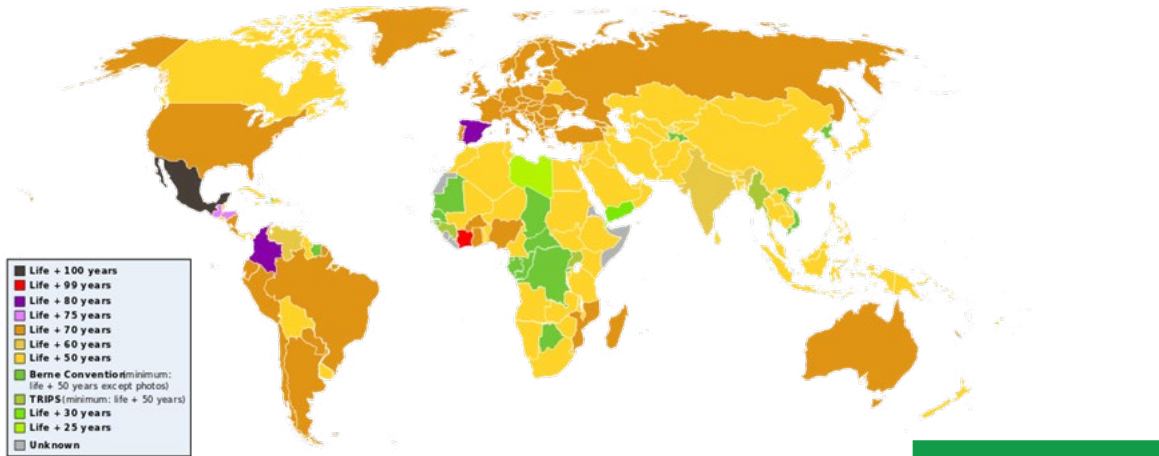 Life + 100 years
Life + 99 years
Life + 80 years
Life + 75 years
Life + 70 years
Life + 60 years
Life + 50 years
Berne Convention(minimum:
life + 50 years except photos)
TRIPS(minimum: life + 50 years)
Life + 30 years
Life + 25 years
Unknown